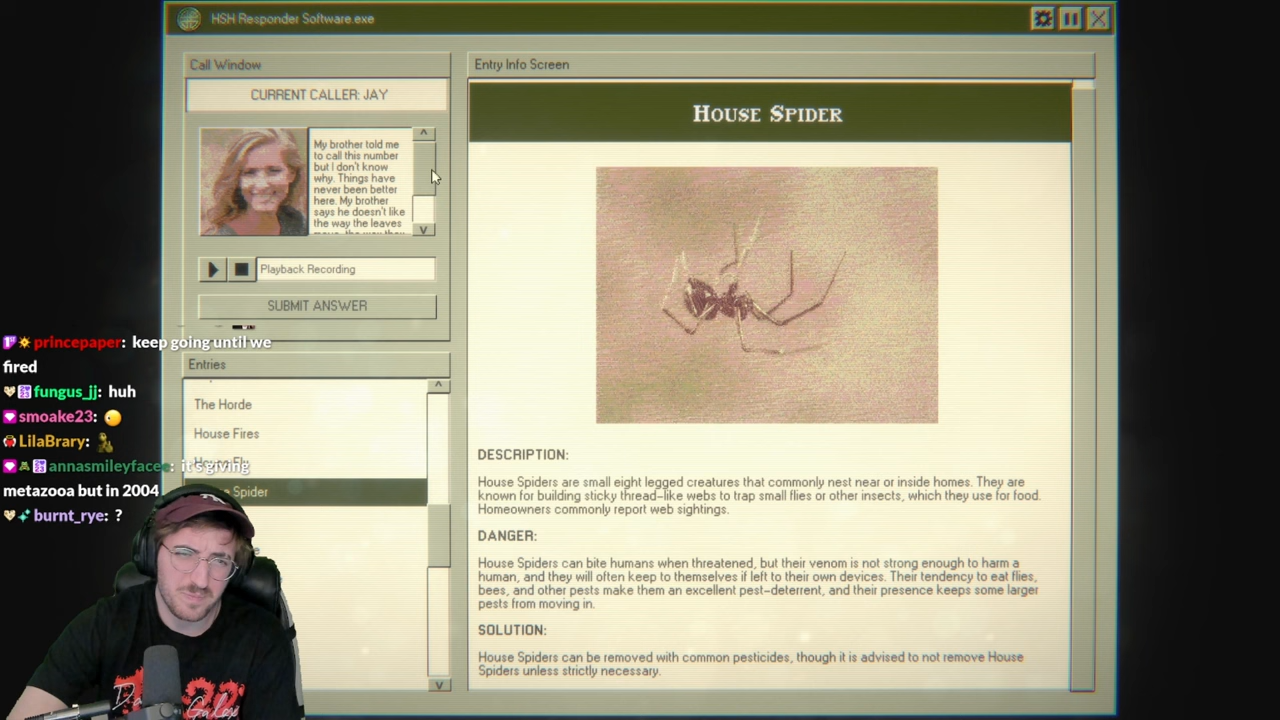 HSH Responder Software.exe
Call Window
CURRENT CALLER: JAY
My brother told me
to call this number
but I don't know
why. Things have
never been better
here. My brother
says he doesn't like
the way the leaves
Playback Recording
SUBMIT ANSWER
Entries
The Horde
House Fires
Spider
princepaper: keep going until we
fired
fungus_jj: huh
smoake23:
LilaBrary:
annasmileyface: it's giving
metazooa but in 2004
burnt_rye: ?
Entry Info Screen
House Spider
DESCRIPTION:
House Spiders are small eight legged creatures that commonly nest near or inside homes. They are
known for building sticky thread-like webs to trap small flies or other insects, which they use for food.
Homeowners commonly report web sightings.
DANGER:
House Spiders can bite humans when threatened, but their venom is not strong enough to harm a
human, and they will often keep to themselves if left to their own devices. Their tendency to eat flies,
bees, and other pests make them an excellent pest-deterrent, and their presence keeps some larger
pests from moving in.
SOLUTION:
House Spiders can be removed with common pesticides, though it is advised to not remove House
Spiders unless strictly necessary.